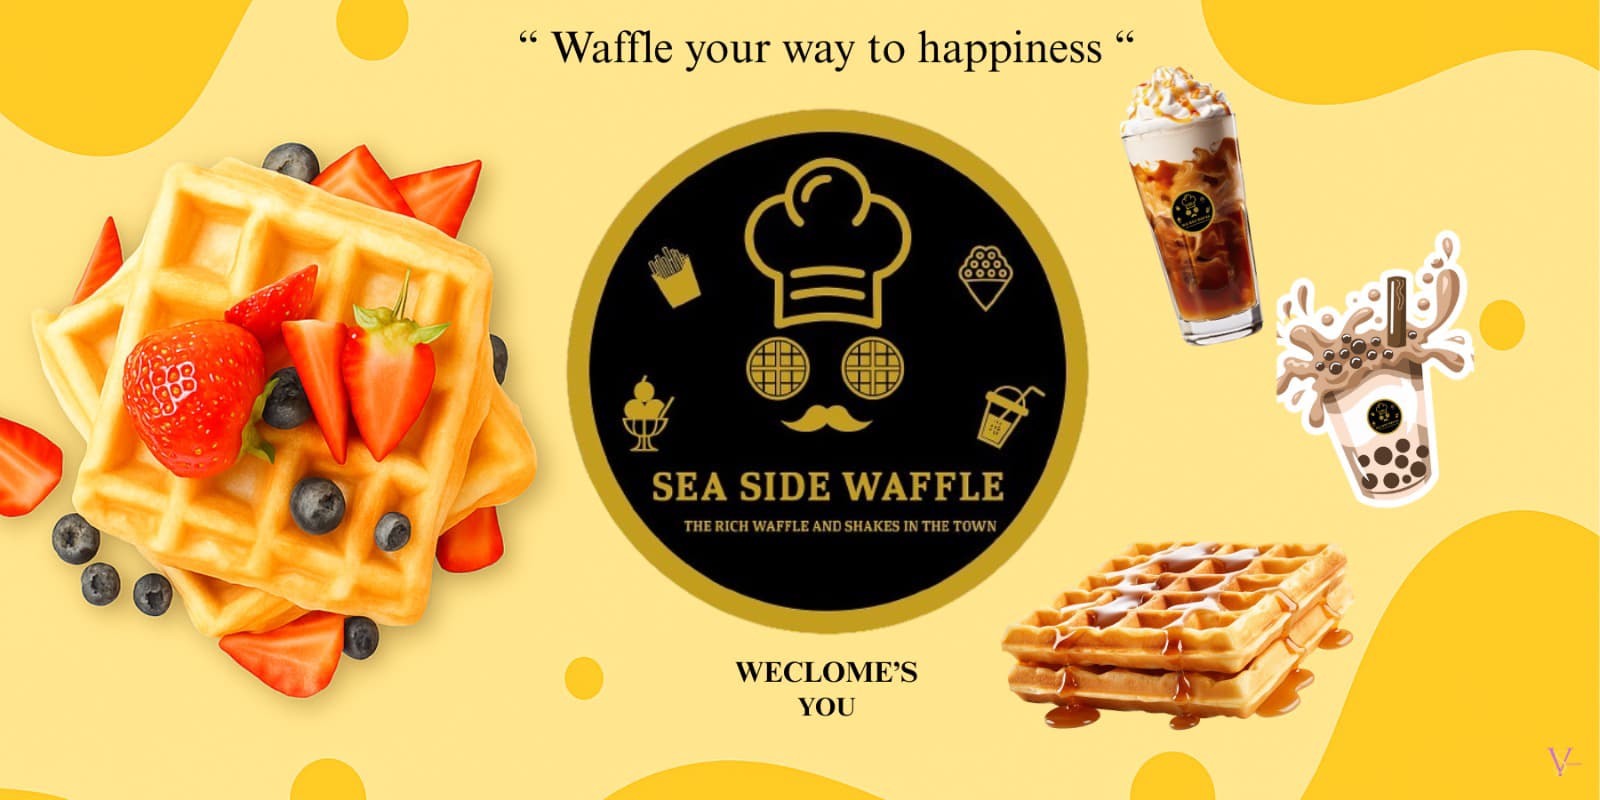 “ Waffle your way to happiness “
SEA SIDE WAFFLE
THE RICH WAFFLE AND SHAKES IN THE TOWN
WECLOME’S
YOU
V